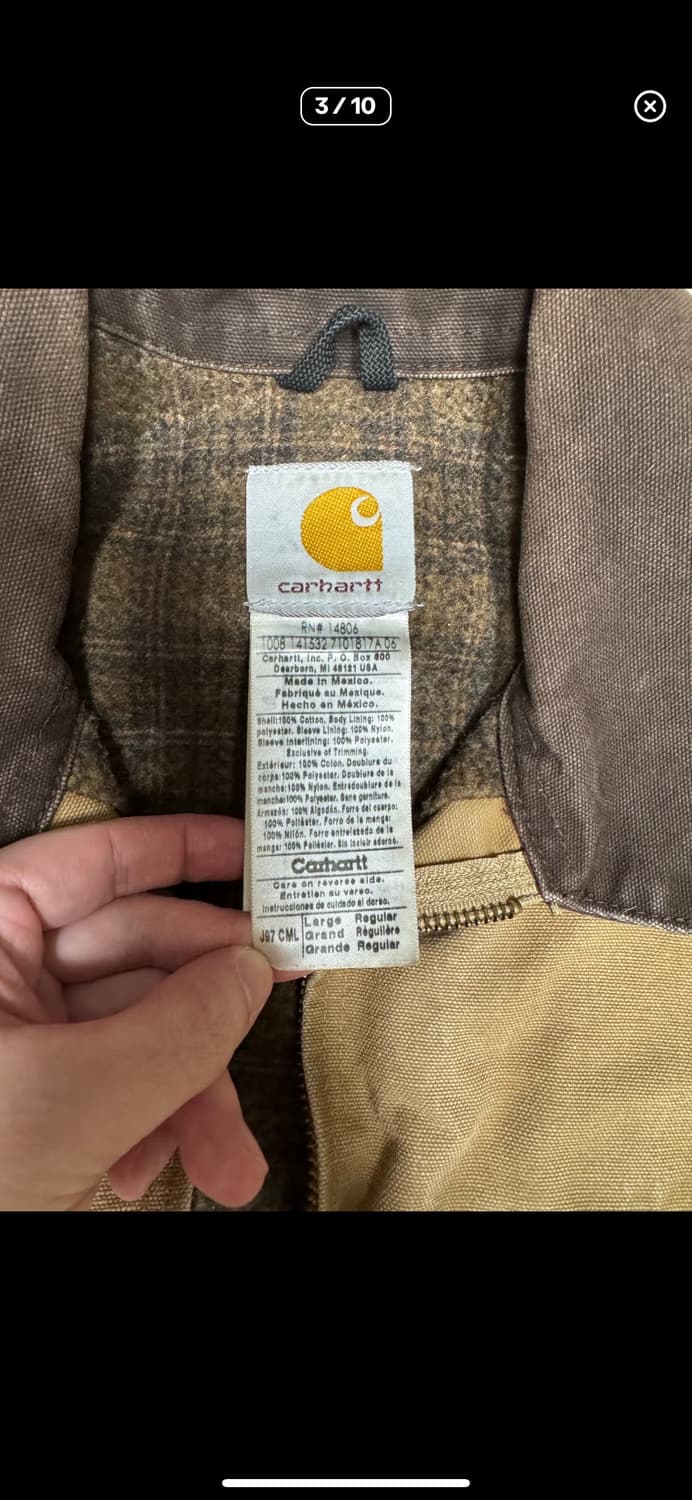 3 / 10
carhartt
RN# 14806
1008 141532 7101817A 06
Carhartt, Inc. P. O. Box 600
Dearborn, MI 48121 USA
Made in Mexico.
Fabriqué au Mexique.
Hecho en México.
Shell:100% Cotton. Body Lining: 100%
polyester. Sleeve Lining: 100% Nylon.
Sleeve Interlining: 100% Polyester.
Exclusive of Trimming.
Extérieur: 100% Coton. Doublure du
corps:100% Polyester. Doublure de la
manche:100% Nylon. Entredoublure de la
manche:100% Polyester. Sans garniture.
Armazón: 100% Algodón. Forro del cuerpo:
100% Poliéster. Forro de la manga:
100% Nilón. Forro entrelazado de la
manga: 100% Poliéster. Sin incluir adorno.
Carhartt
Care on reverse side.
Entretien au verso.
Instrucciones de cuidado al dorso.
J97 CML
Large Regular
Grand Régulière
Grande Regular